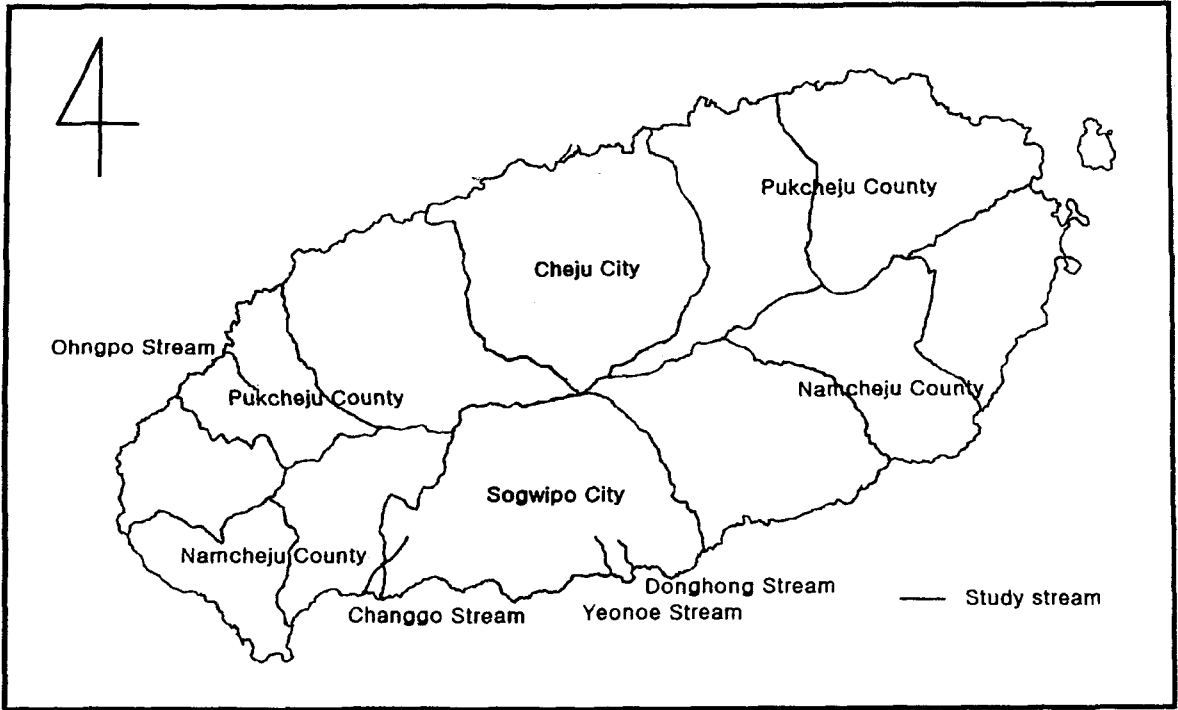 Pukcheju County
Cheju City
Ohngpo Stream
Pukcheju County
Namcheju County
Sogwipo City
Namcheju County
Donghong Stream
Changgo Stream
Yeonoe Stream
Study stream